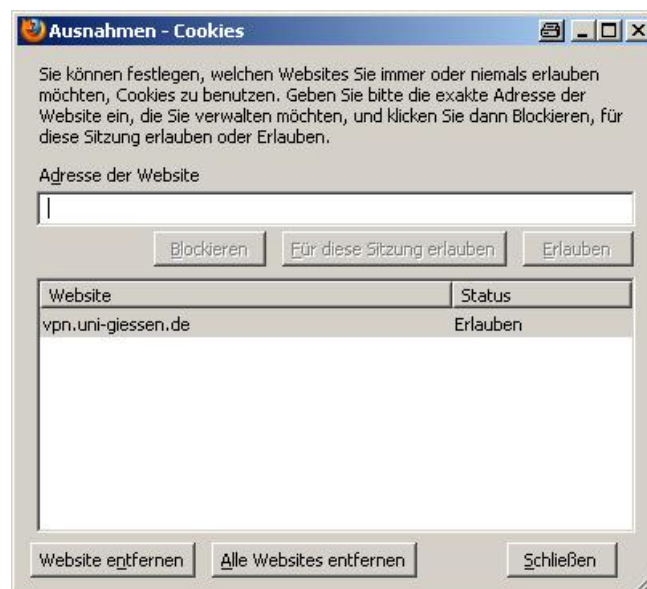 Ausnahmen - Cookies
Sie können festlegen, welchen Websites Sie immer oder niemals erlauben
möchten, Cookies zu benutzen. Geben Sie bitte die exakte Adresse der
Website ein, die Sie verwalten möchten, und klicken Sie dann Blockieren, für
diese Sitzung erlauben oder Erlauben.
Adresse der Website
Blockieren Für diese Sitzung erlauben Erlauben
Website Status
vpn.uni-giessen.de Erlauben
Website entfernen Alle Websites entfernen Schließen